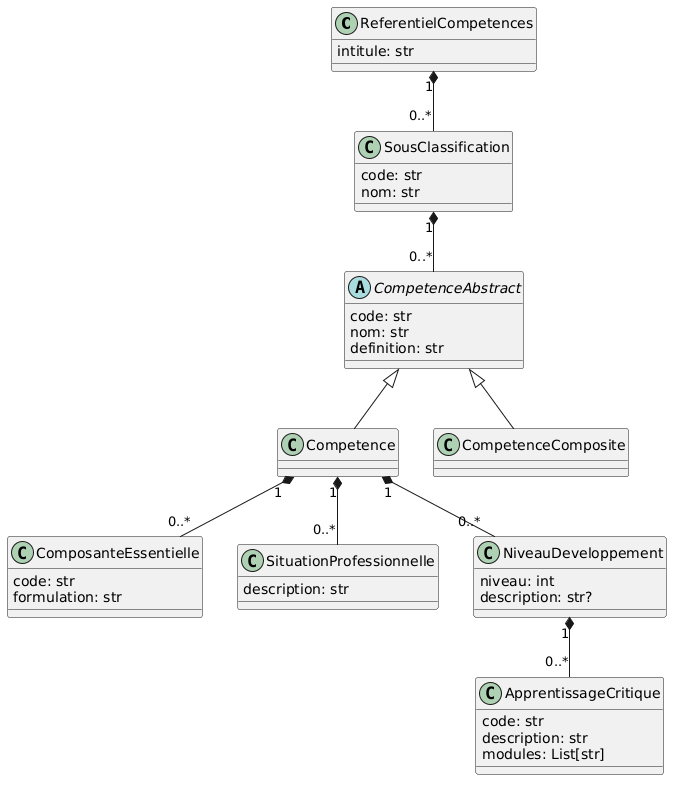 C ReferentielCompetences
intitule: str
1
0..*
C SousClassification
code: str
nom: str
1
0..*
A CompetenceAbstract
code: str
nom: str
definition: str
C Competence
C CompetenceComposite
1 1 1
0..* 0..* 0..*
C ComposanteEssentielle
code: str
formulation: str
C SituationProfessionnelle
description: str
C NiveauDeveloppement
niveau: int
description: str?
1
0..*
C ApprentissageCritique
code: str
description: str
modules: List[str]